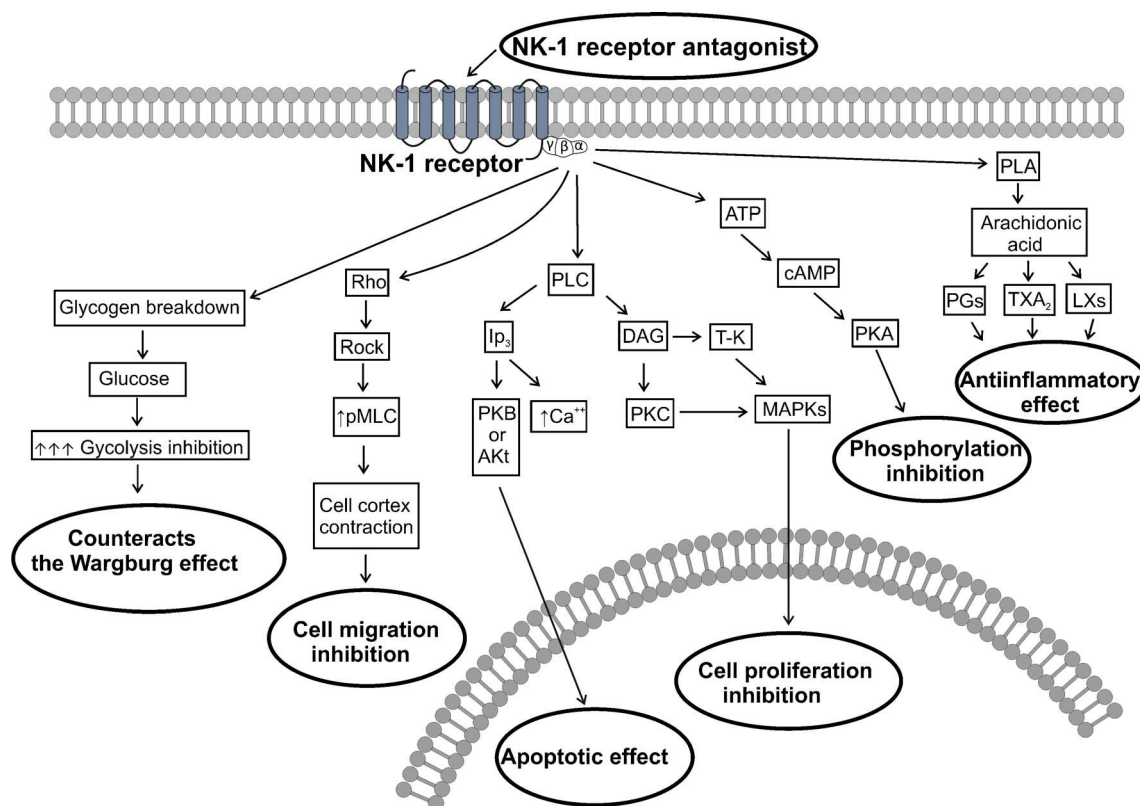 NK-1 receptor antagonist
NK-1 receptor
γ β α
PLA
Arachidonic
acid
PGs
TXA₂
LXs
Antiinflammatory
effect
ATP
cAMP
PKA
Phosphorylation
inhibition
PLC
Ip₃
DAG
T-K
PKB
or
AKt
↑Ca⁺⁺
PKC
MAPKs
Rho
Rock
↑pMLC
Cell cortex
contraction
Cell migration
inhibition
Glycogen breakdown
Glucose
↑↑↑ Gycolysis inhibition
Counteracts
the Wargburg effect
Cell proliferation
inhibition
Apoptotic effect